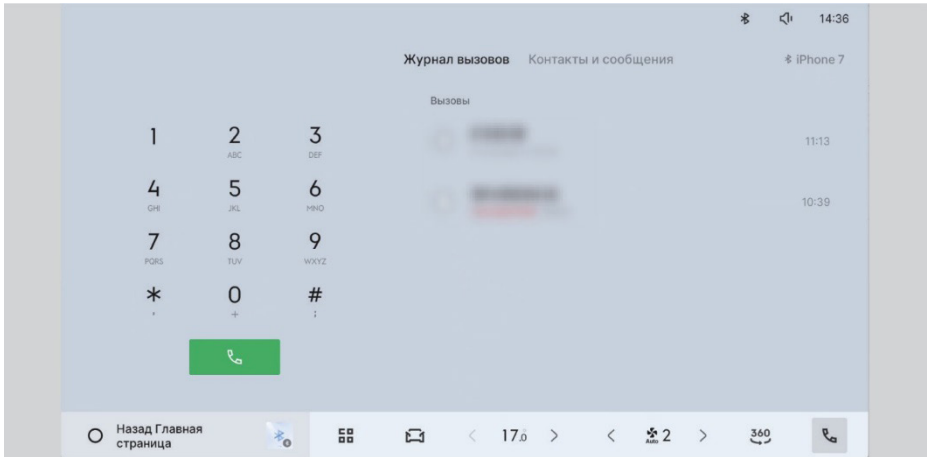 14:36
Журнал вызовов Контакты и сообщения iPhone 7
Вызовы
11:13
10:39
1 2 3
ABC DEF
4 5 6
GHI JKL MNO
7 8 9
PQRS TUV WXYZ
* 0 #
, + ;
Назад Главная
страница
17.0
Auto 2
360